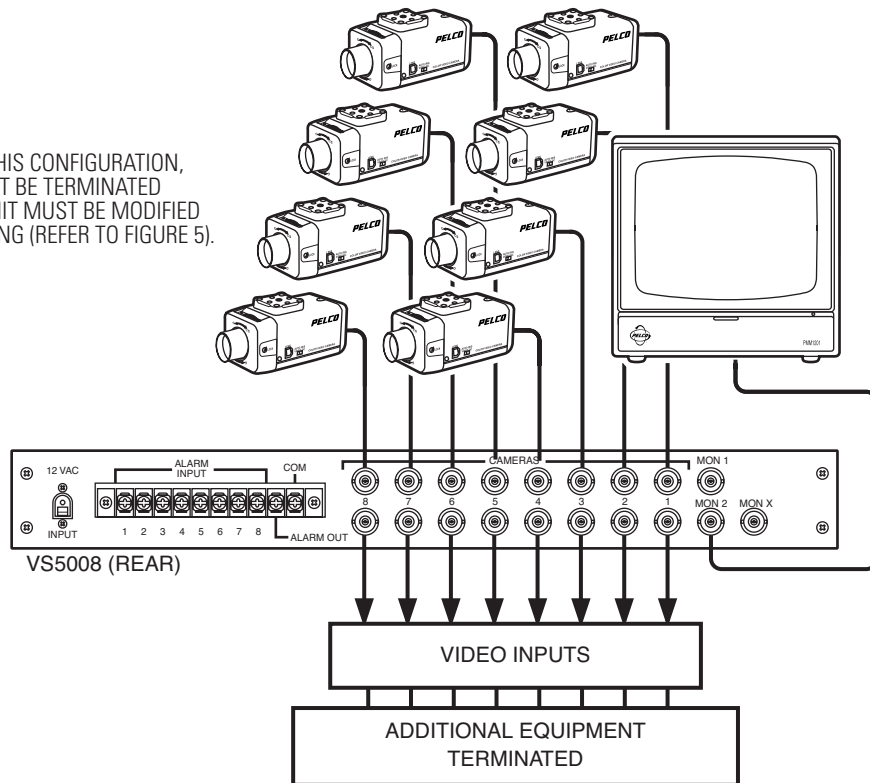 HIS CONFIGURATION,
T BE TERMINATED
IT MUST BE MODIFIED
NG (REFER TO FIGURE 5).
PELCO
PELCO
PELCO
PELCO
PELCO
PELCO
PELCO
PELCO
PELCO
PMM1201
12 VAC
INPUT
ALARM
INPUT
COM
1 2 3 4 5 6 7 8
ALARM OUT
CAMERAS
8 7 6 5 4 3 2 1
MON 1
MON 2
MON X
VS5008 (REAR)
VIDEO INPUTS
ADDITIONAL EQUIPMENT
TERMINATED